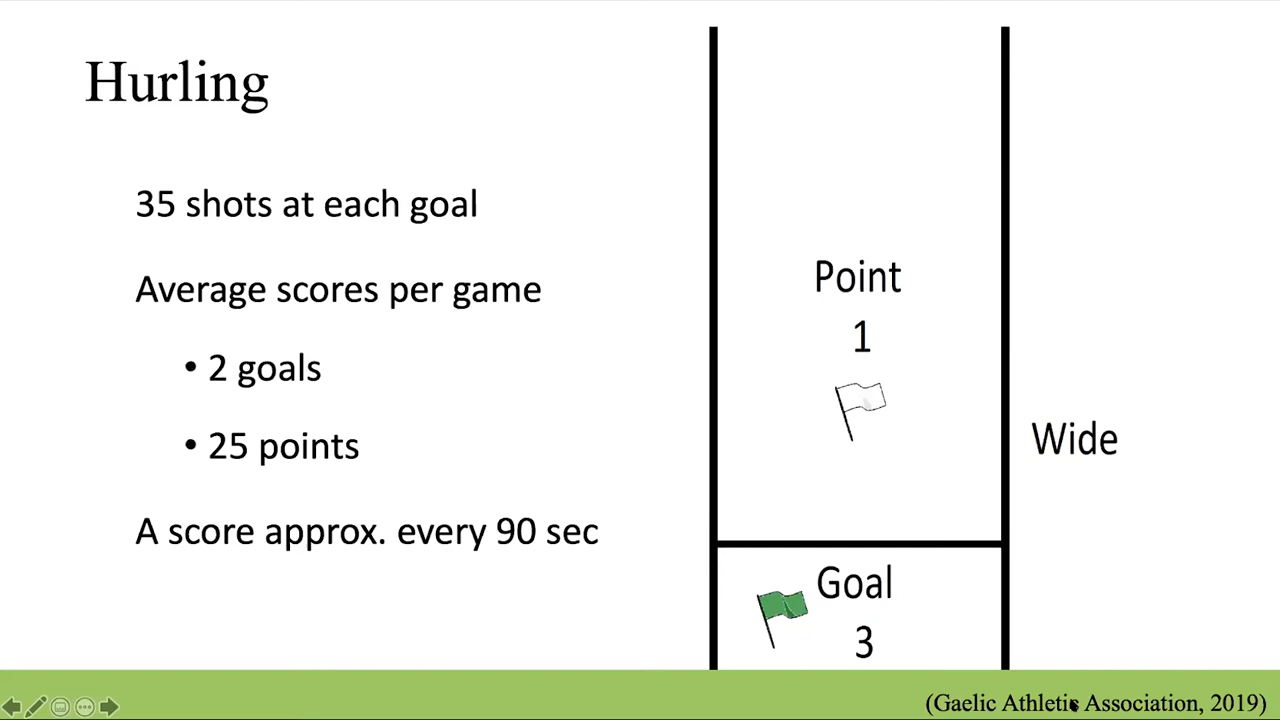 Hurling
35 shots at each goal
Average scores per game
• 2 goals
• 25 points
A score approx. every 90 sec
Point
1
Wide
Goal
3
(Gaelic Athletic Association, 2019)